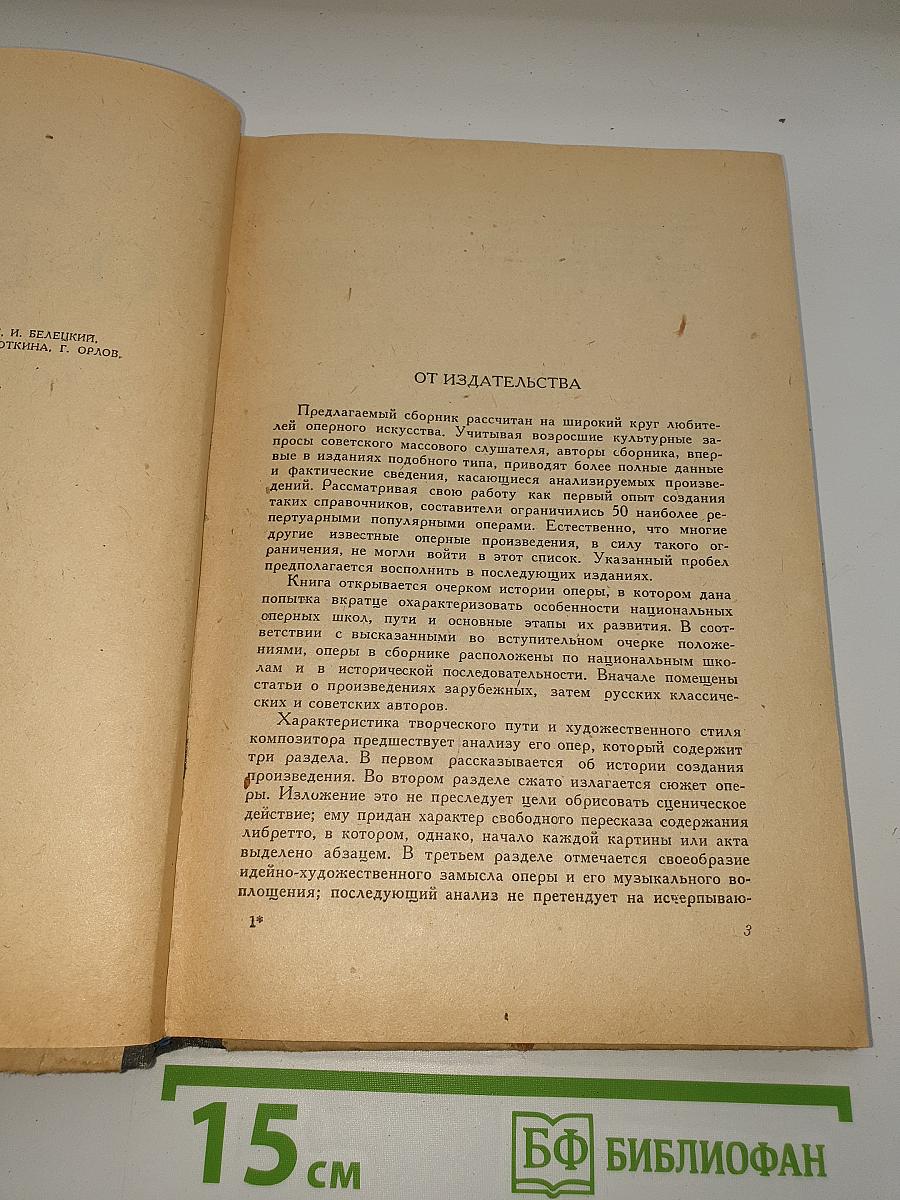 И. БЕЛЕЦКИЙ,
Г. ОРЛОВ,
ОТ ИЗДАТЕЛЬСТВА
Предлагаемый сборник рассчитан на широкий круг любите-
лей оперного искусства. Учитывая возросшие культурные за-
просы советского массового слушателя, авторы сборника, впер-
вые в изданиях подобного типа, приводят более полные данные
и фактические сведения, касающиеся анализируемых произве-
дений. Рассматривая свою работу как первый опыт создания
таких справочников, составители ограничились 50 наиболее ре-
пертуарными популярными операми. Естественно, что многие
другие известные оперные произведения, в силу такого ог-
раничения, не могли войти в этот список. Указанный пробел
предполагается восполнить в последующих изданиях.
Книга открывается очерком истории оперы, в котором дана
попытка вкратце охарактеризовать особенности национальных
оперных школ, пути и основные этапы их развития. В соот-
ветствии с высказанными во вступительном очерке положе-
ниями, оперы в сборнике расположены по национальным шко-
лам и в исторической последовательности. Вначале помещены
статьи о произведениях зарубежных, затем русских классиче-
ских и советских авторов.
Характеристика творческого пути и художественного стиля
композитора предшествует анализу его опер, который содержит
три раздела. В первом рассказывается об истории создания
произведения. Во втором разделе сжато излагается сюжет опе-
ры. Изложение это не преследует цели обрисовать сценическое
действие; ему придан характер свободного пересказа содержания
либретто, в котором, однако, начало каждой картины или акта
выделено абзацем. В третьем разделе отмечается своеобразие
идейно-художественного замысла оперы и его музыкального во-
площения; последующий анализ не претендует на исчерпываю-
1*
3
15 см
БФ БИБЛИОФАН